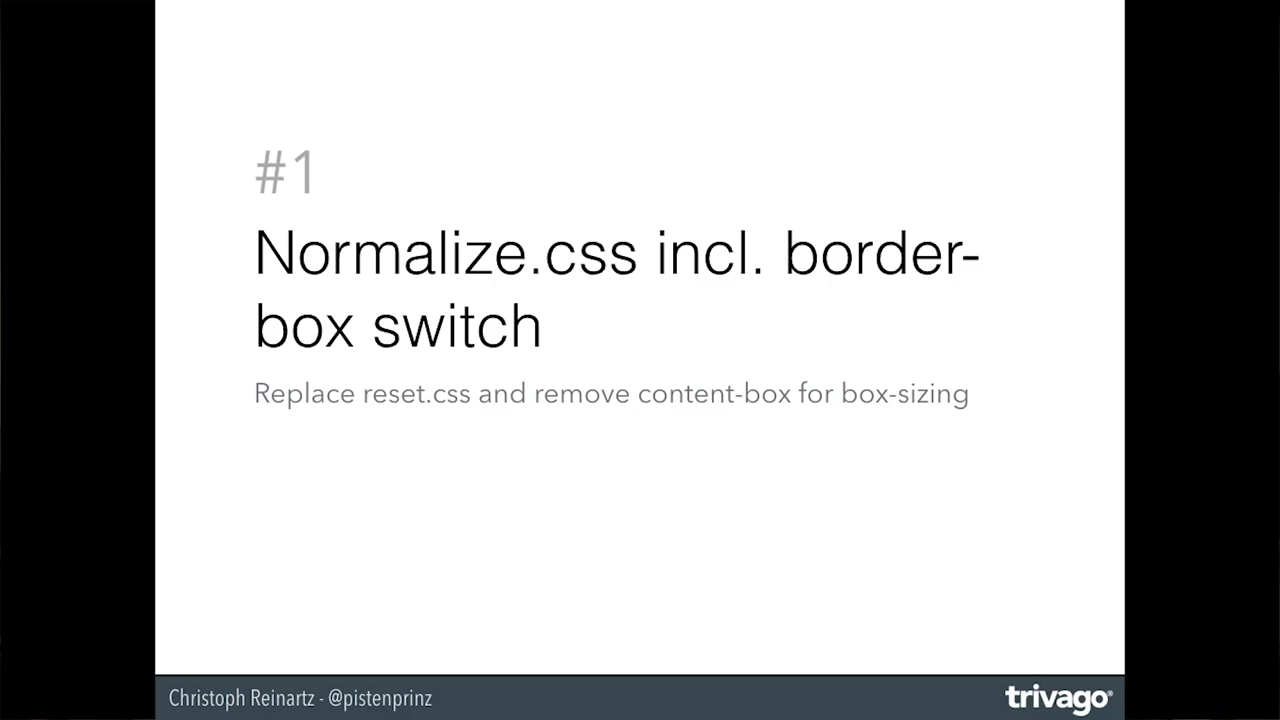 #1
Normalize.css incl. border-
box switch
Replace reset.css and remove content-box for box-sizing
Christoph Reinartz - @pistenprinz
trivago®